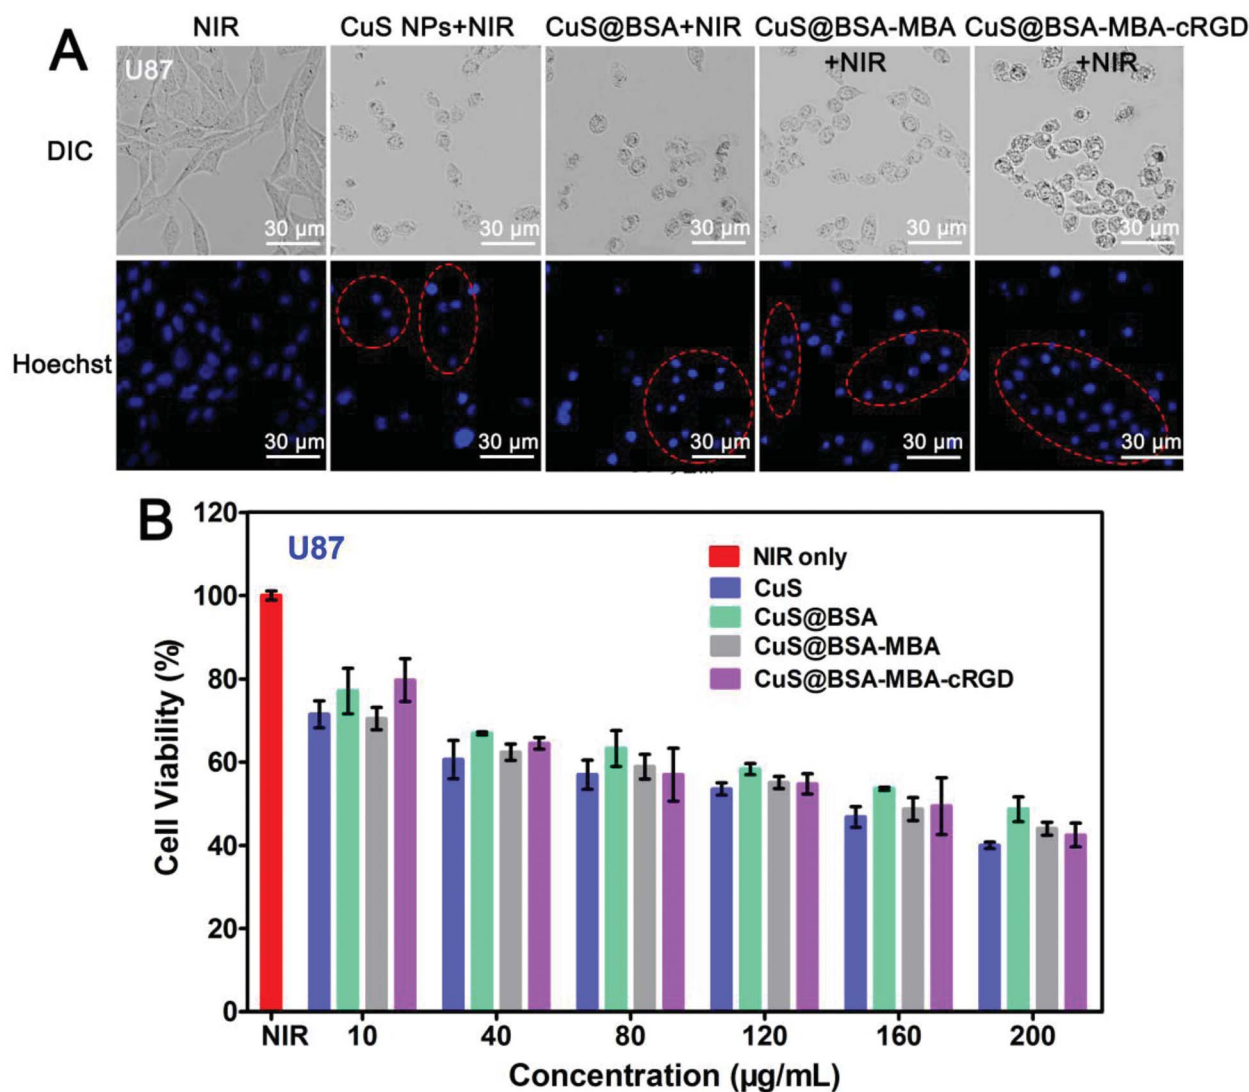 A
NIR
CuS NPs+NIR
CuS@BSA+NIR
CuS@BSA-MBA
+NIR
CuS@BSA-MBA-cRGD
+NIR
U87
DIC
30 µm
30 µm
30 µm
30 µm
30 µm
Hoechst
30 µm
30 µm
30 µm
30 µm
30 µm
B
U87
NIR only
CuS
CuS@BSA
CuS@BSA-MBA
CuS@BSA-MBA-cRGD
Cell Viability (%)
120
100
80
60
40
20
0
NIR
10
40
80
120
160
200
Concentration (µg/mL)